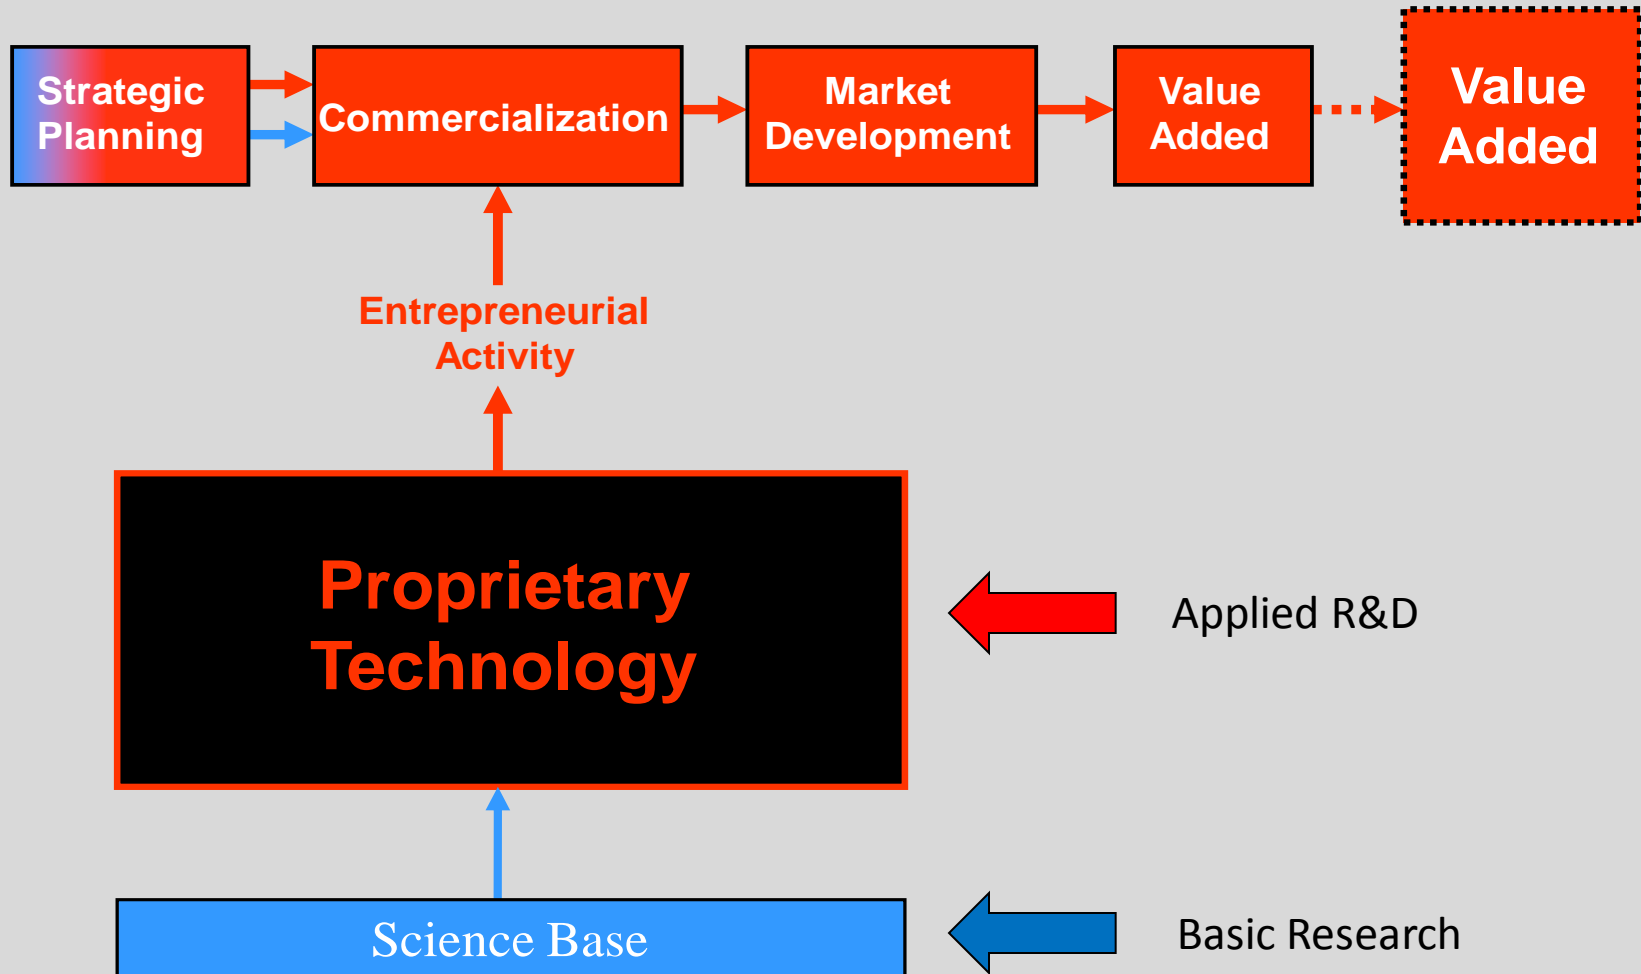 Strategic
Planning
Commercialization
Market
Development
Value
Added
Value
Added
Entrepreneurial
Activity
Proprietary
Technology
Applied R&D
Science Base
Basic Research